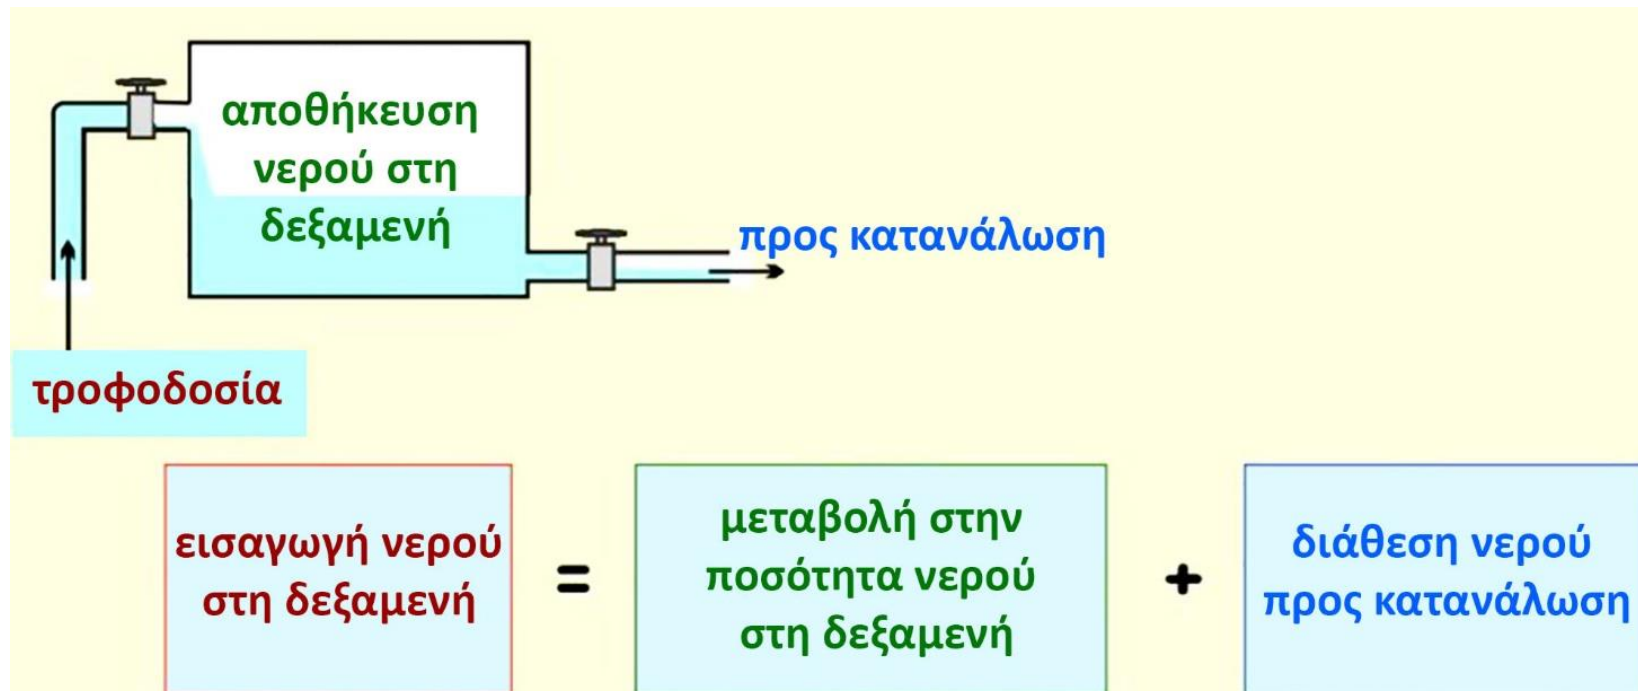 αποθήκευση
νερού στη
δεξαμενή
προς κατανάλωση
τροφοδοσία
εισαγωγή νερού
στη δεξαμενή
=
μεταβολή στην
ποσότητα νερού
στη δεξαμενή
+
διάθεση νερού
προς κατανάλωση